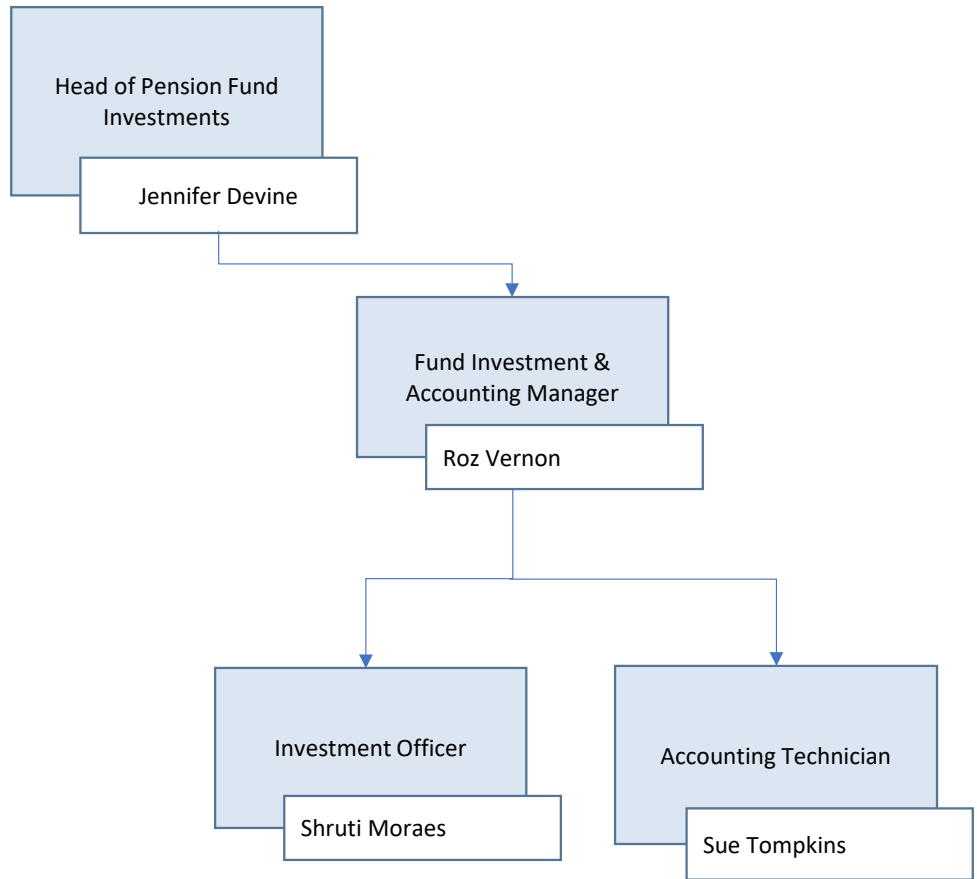 Head of Pension Fund
Investments
Jennifer Devine
Fund Investment &
Accounting Manager
Roz Vernon
Investment Officer
Shruti Moraes
Accounting Technician
Sue Tompkins